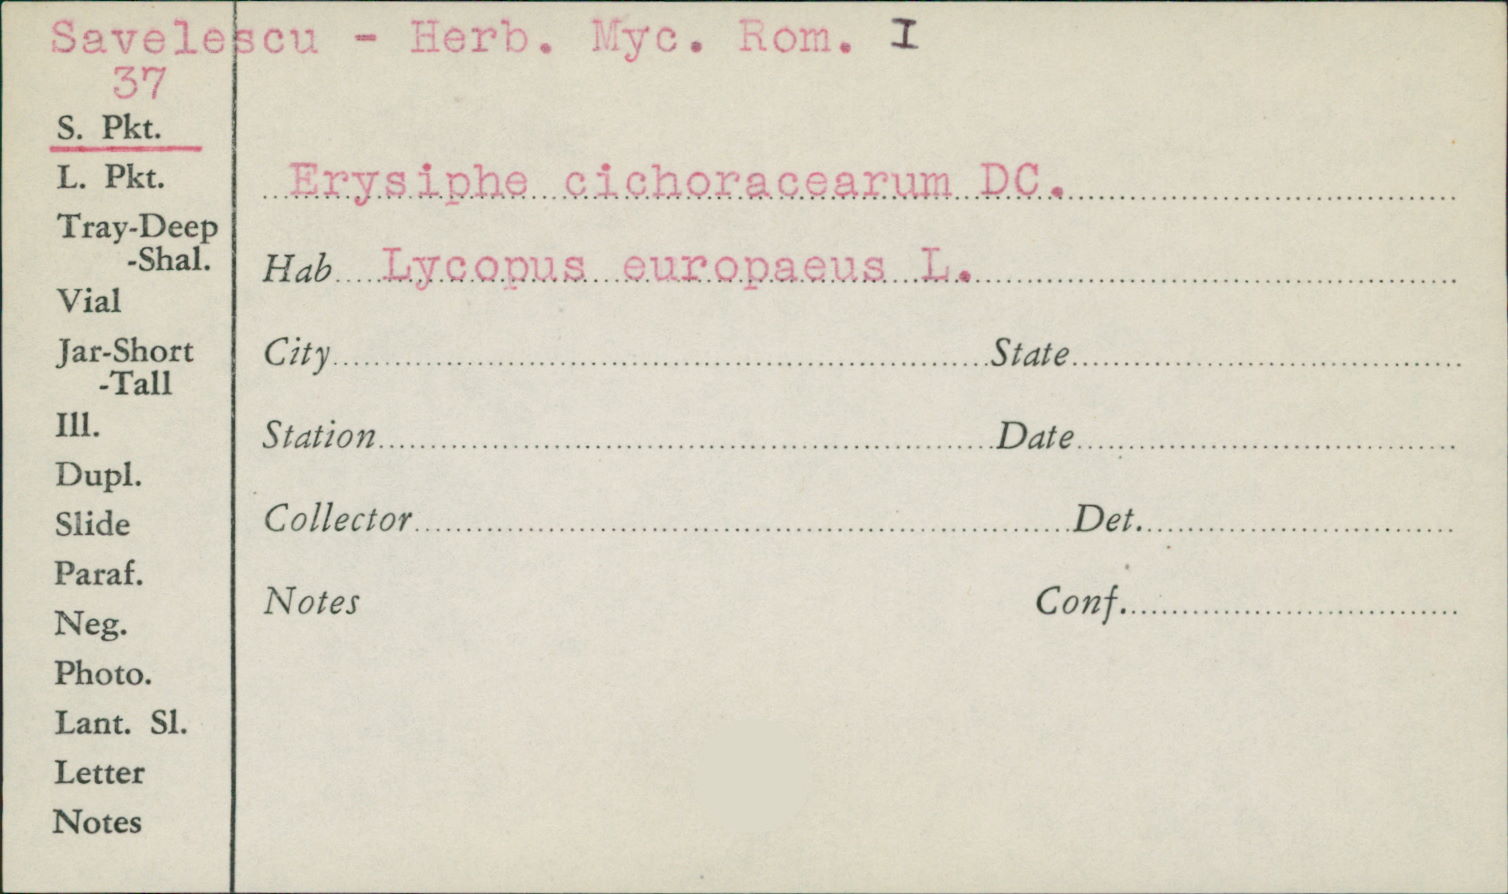 Savelescu - Herb. Myc. Rom. I
37
S. Pkt.
L. Pkt.
Tray-Deep
-Shal.
Vial
Jar-Short
-Tall
Ill.
Dupl.
Slide
Paraf.
Neg.
Photo.
Lant. Sl.
Letter
Notes
Erysiphe cichoracearum DC.
Hab Lycopus europaeus L.
City State
Station Date
Collector Det.
Notes Conf.